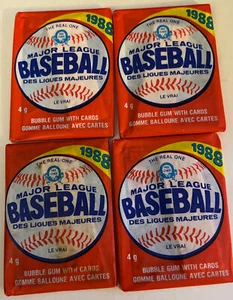 1988
THE REAL ONE
MAJOR LEAGUE
BASEBALL
DES LIGUES MAJEURES
LE VRAI
4 g
BUBBLE GUM WITH CARDS
GOMME BALLOUNE AVEC CARTES
1988
THE REAL ONE
MAJOR LEAGUE
BASEBALL
DES LIGUES MAJEURES
LE VRAI
4 g
BUBBLE GUM WITH CARDS
GOMME BALLOUNE AVEC CARTES
1988
THE REAL ONE
MAJOR LEAGUE
BASEBALL
DES LIGUES MAJEURES
LE VRAI
4 g
BUBBLE GUM WITH CARDS
GOMME BALLOUNE AVEC CARTES
1988
THE REAL ONE
MAJOR LEAGUE
BASEBALL
DES LIGUES MAJEURES
LE VRAI
4 g
BUBBLE GUM WITH CARDS
GOMME BALLOUNE AVEC CARTES